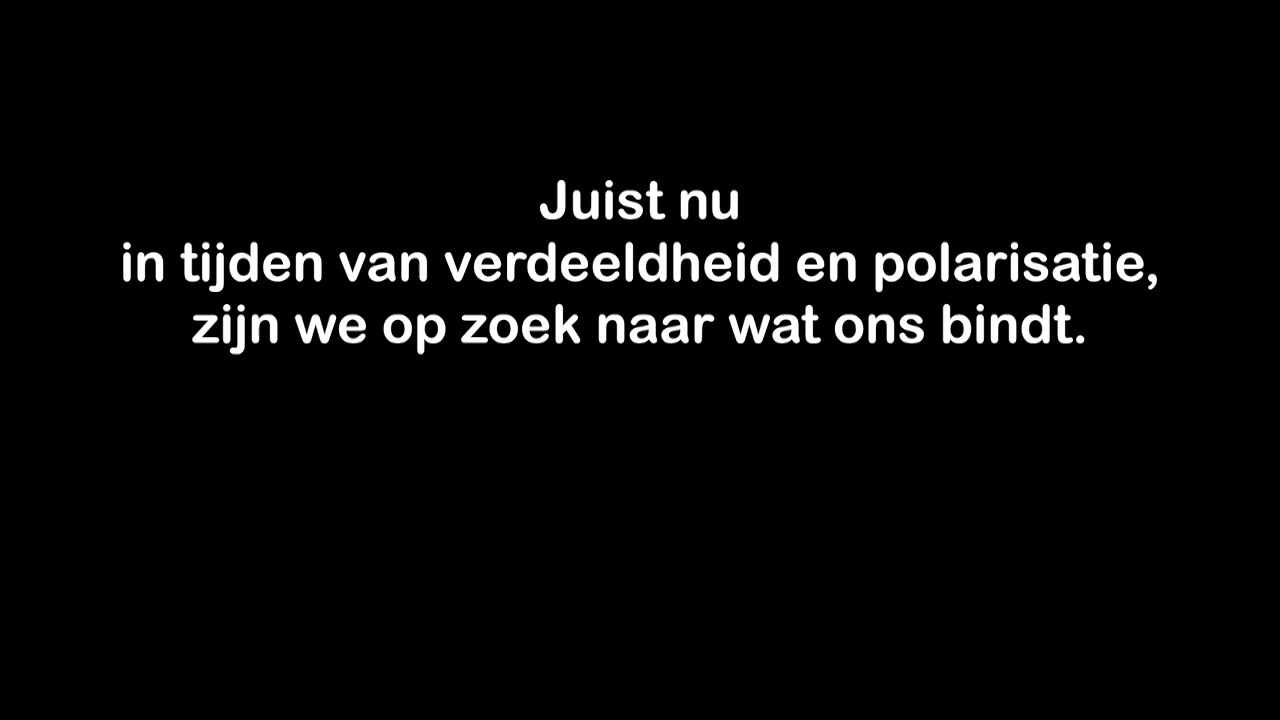 Juist nu
in tijden van verdeeldheid en polarisatie,
zijn we op zoek naar wat ons bindt.